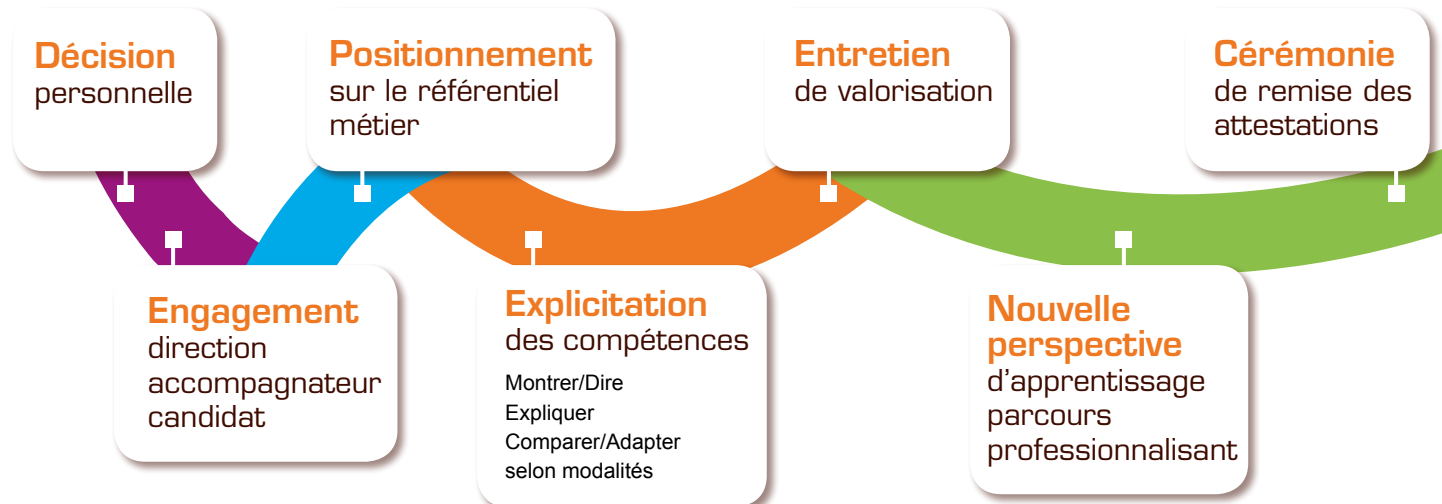 Décision
personnelle
Engagement
direction
accompagnateur
candidat
Positionnement
sur le référentiel
métier
Explicitation
des compétences
Montrer/Dire
Expliquer
Comparer/Adapter
selon modalités
Entretien
de valorisation
Nouvelle
perspective
d'apprentissage
parcours
professionnalisant
Cérémonie
de remise des
attestations